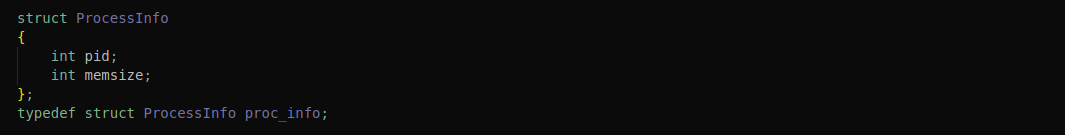 struct ProcessInfo
{
    int pid;
    int memsize;
};
typedef struct ProcessInfo proc_info;